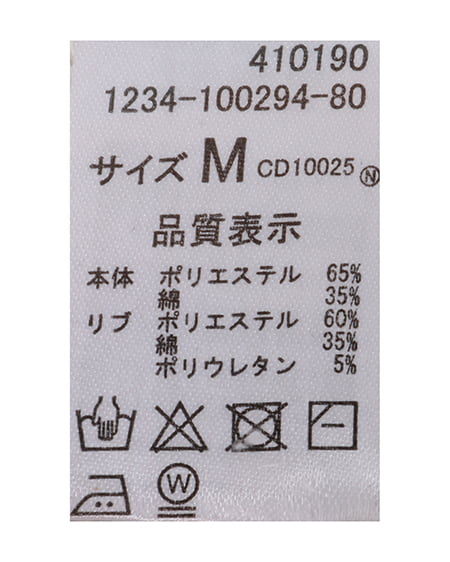 410190
1234-100294-80
サイズ M CD10025 Ⓝ
品質表示
本体 ポリエステル 65%
綿 35%
リブ ポリエステル 60%
綿 35%
ポリウレタン 5%
W